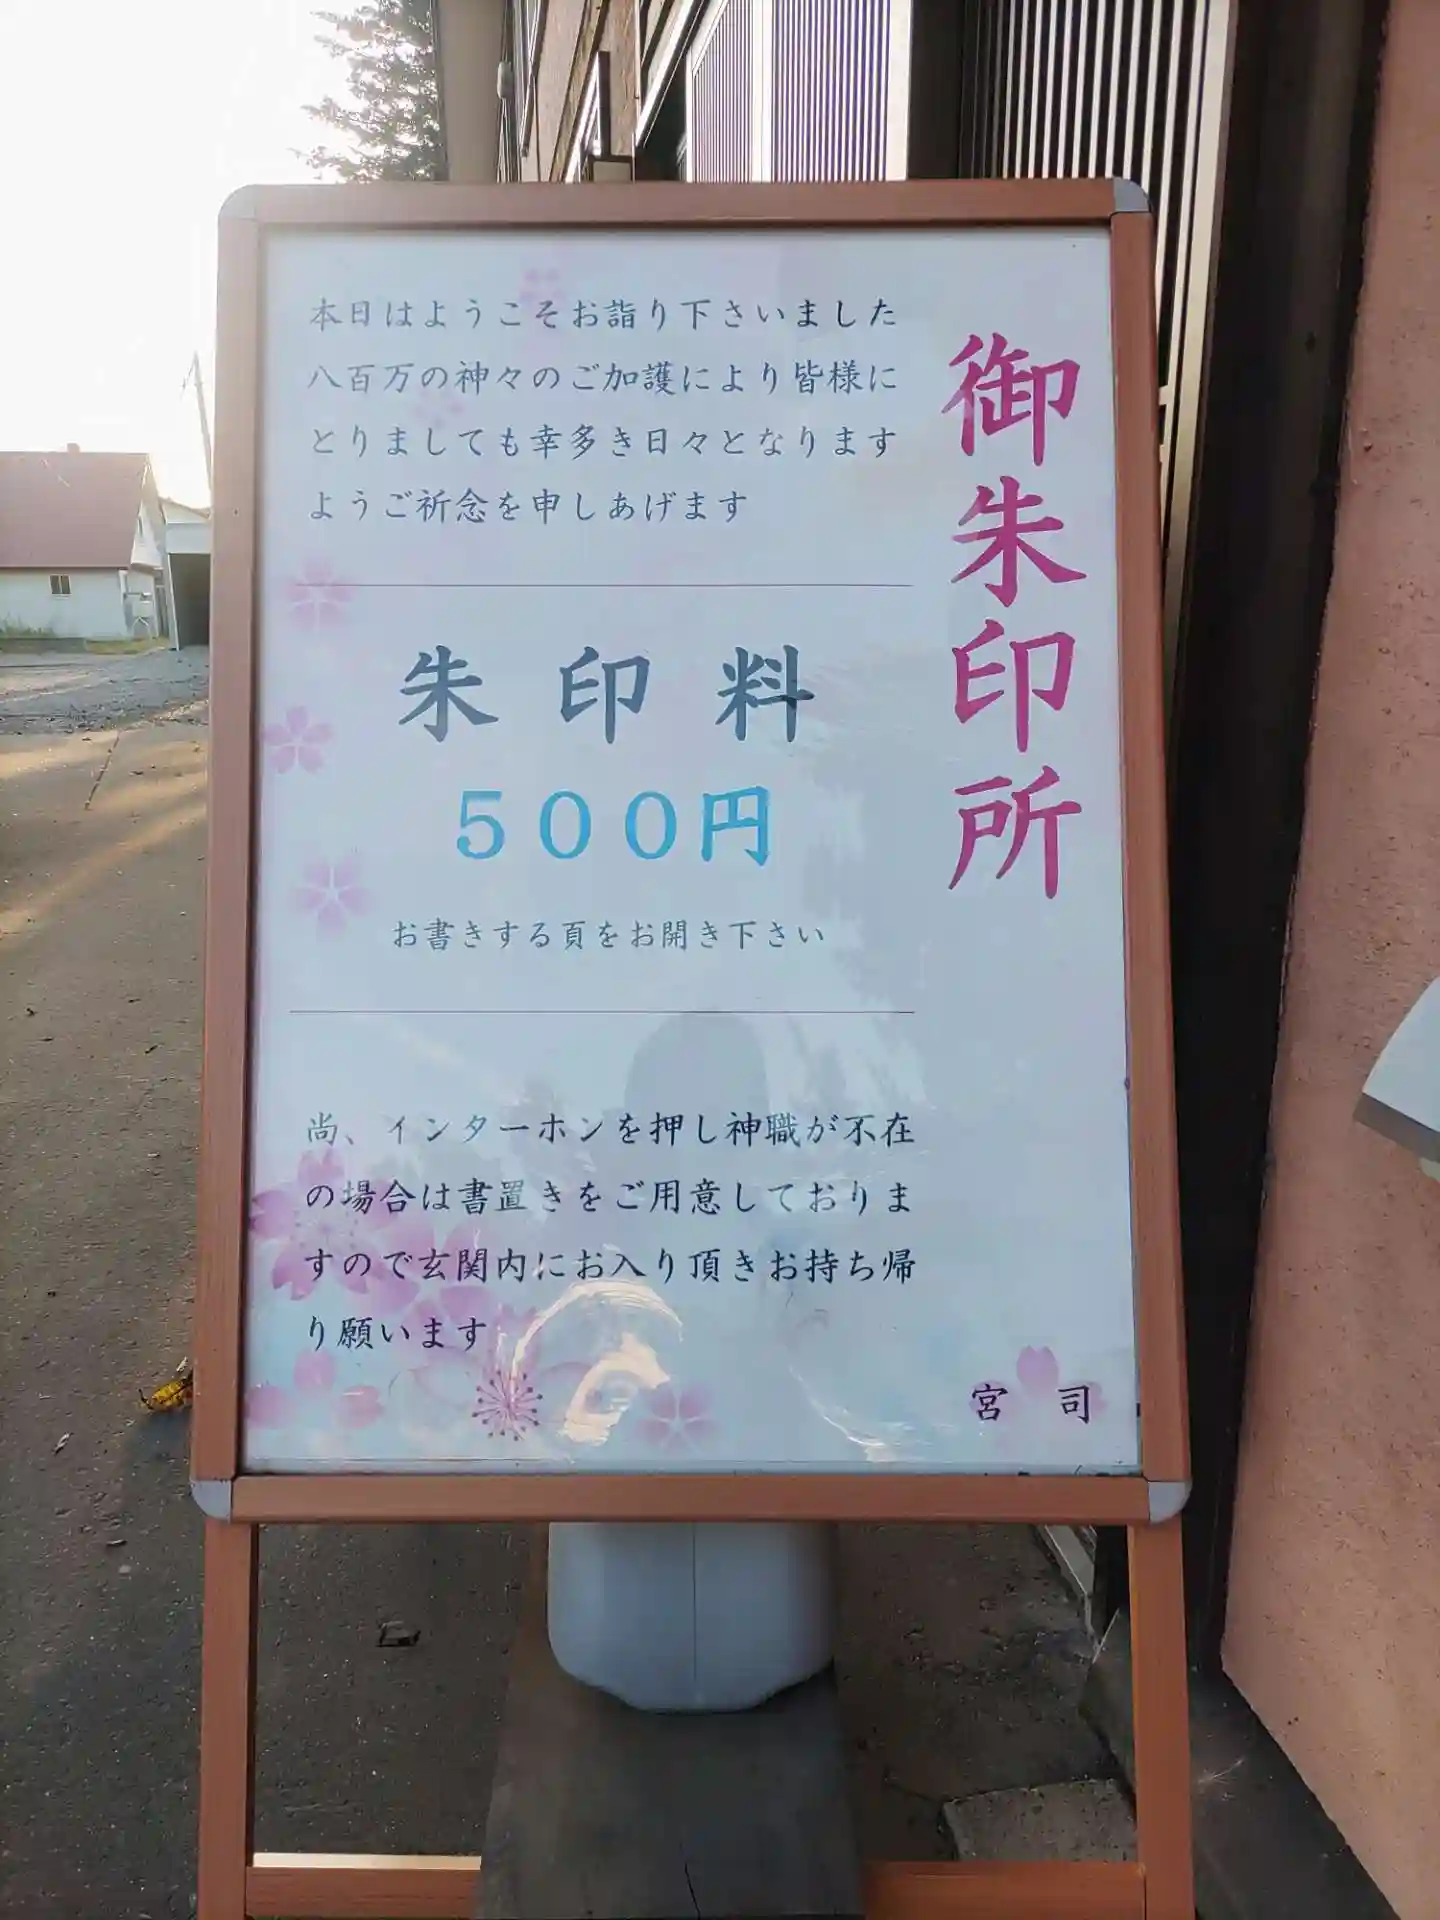 御朱印所
本日はようこそお詣り下さいました
八百万の神々のご加護により皆様に
とりましても幸多き日々となります
ようご祈念を申しあげます
朱印料
５００円
お書きする頁をお開き下さい
尚、インターホンを押し神職が不在
の場合は書置きをご用意しておりま
すので玄関内にお入り頂きお持ち帰
り願います
宮司